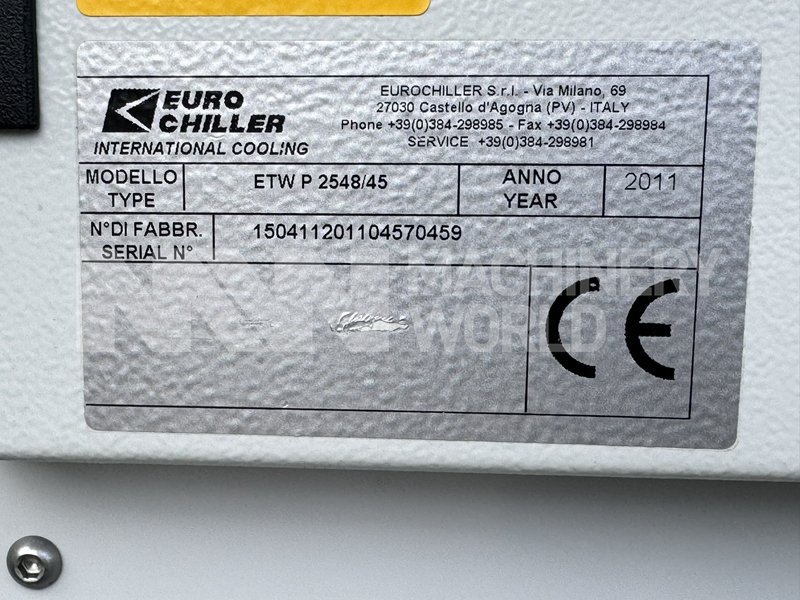 EURO
CHILLER
INTERNATIONAL COOLING
EUROCHILLER S.r.l. - Via Milano, 69
27030 Castello d'Agogna (PV) - ITALY
Phone +39(0)384-298985 - Fax +39(0)384-298984
SERVICE +39(0)384-298981
MODELLO
TYPE
ETW P 2548/45
ANNO
YEAR
2011
N°DI FABBR.
SERIAL N°
150411201104570459
CE
MACHINERY
WORLD